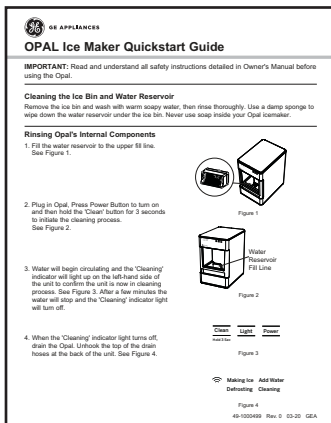 GE APPLIANCES
OPAL Ice Maker Quickstart Guide
IMPORTANT: Read and understand all safety instructions detailed in Owner's Manual before
using the Opal.
Cleaning the Ice Bin and Water Reservoir
Remove the ice bin and wash with warm soapy water, then rinse thoroughly. Use a damp sponge to
wipe down the water reservoir under the ice bin. Never use soap inside your Opal icemaker.
Rinsing Opal's Internal Components
1. Fill the water reservoir to the upper fill line.
See Figure 1.
Figure 1
2. Plug in Opal, Press Power Button to turn on
and then hold the 'Clean' button for 3 seconds
to initiate the cleaning process.
See Figure 2.
Water
Reservoir
Fill Line
Figure 2
3. Water will begin circulating and the 'Cleaning'
indicator will light up on the left-hand side of
the unit to confirm the unit is now in cleaning
process. See Figure 3. After a few minutes the
water will stop and the 'Cleaning' indicator light
will turn off.
Clean Light Power
Hold 3 Sec
Figure 3
4. When the 'Cleaning' indicator light turns off,
drain the Opal. Unhook the top of the drain
hoses at the back of the unit. See Figure 4.
Making Ice Add Water
Defrosting Cleaning
Figure 4
49-1000499 Rev. 0 03-20 GEA